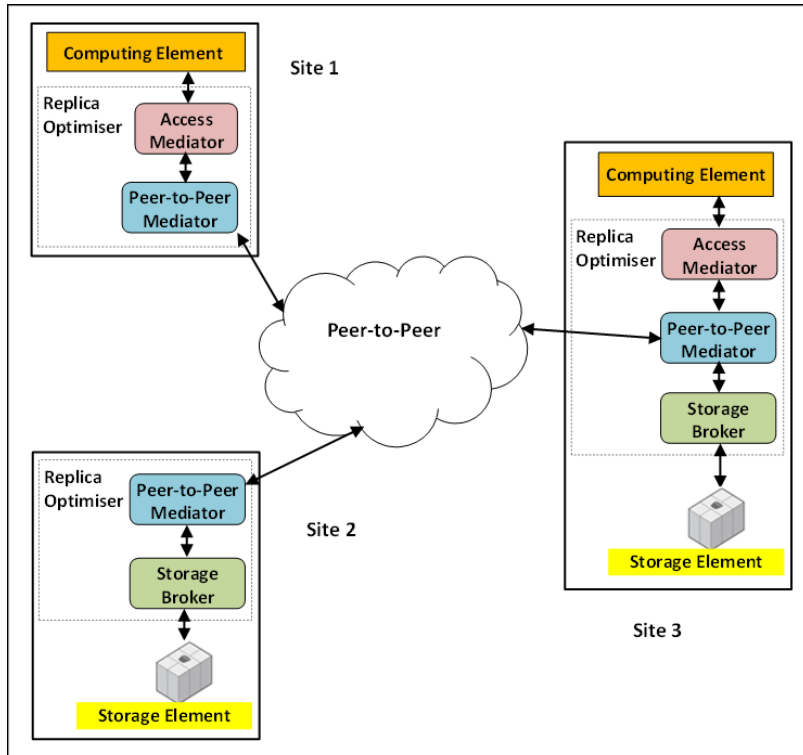 Computing Element
Site 1
Replica
Optimiser
Access
Mediator
Peer-to-Peer
Mediator
Peer-to-Peer
Computing Element
Replica
Optimiser
Access
Mediator
Peer-to-Peer
Mediator
Storage
Broker
Storage Element
Site 3
Replica
Optimiser
Peer-to-Peer
Mediator
Site 2
Storage
Broker
Storage Element